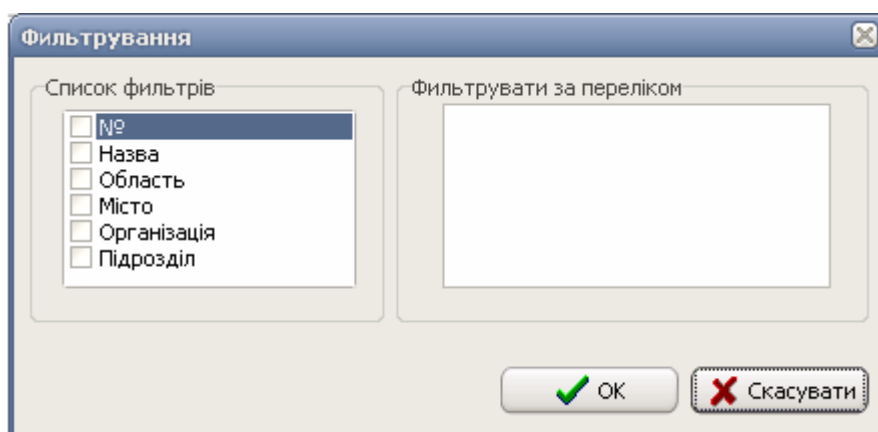 Фильтрування
Список фильтрів
Фильтрувати за переліком
№
Назва
Область
Місто
Організація
Підрозділ
OK
Скасувати